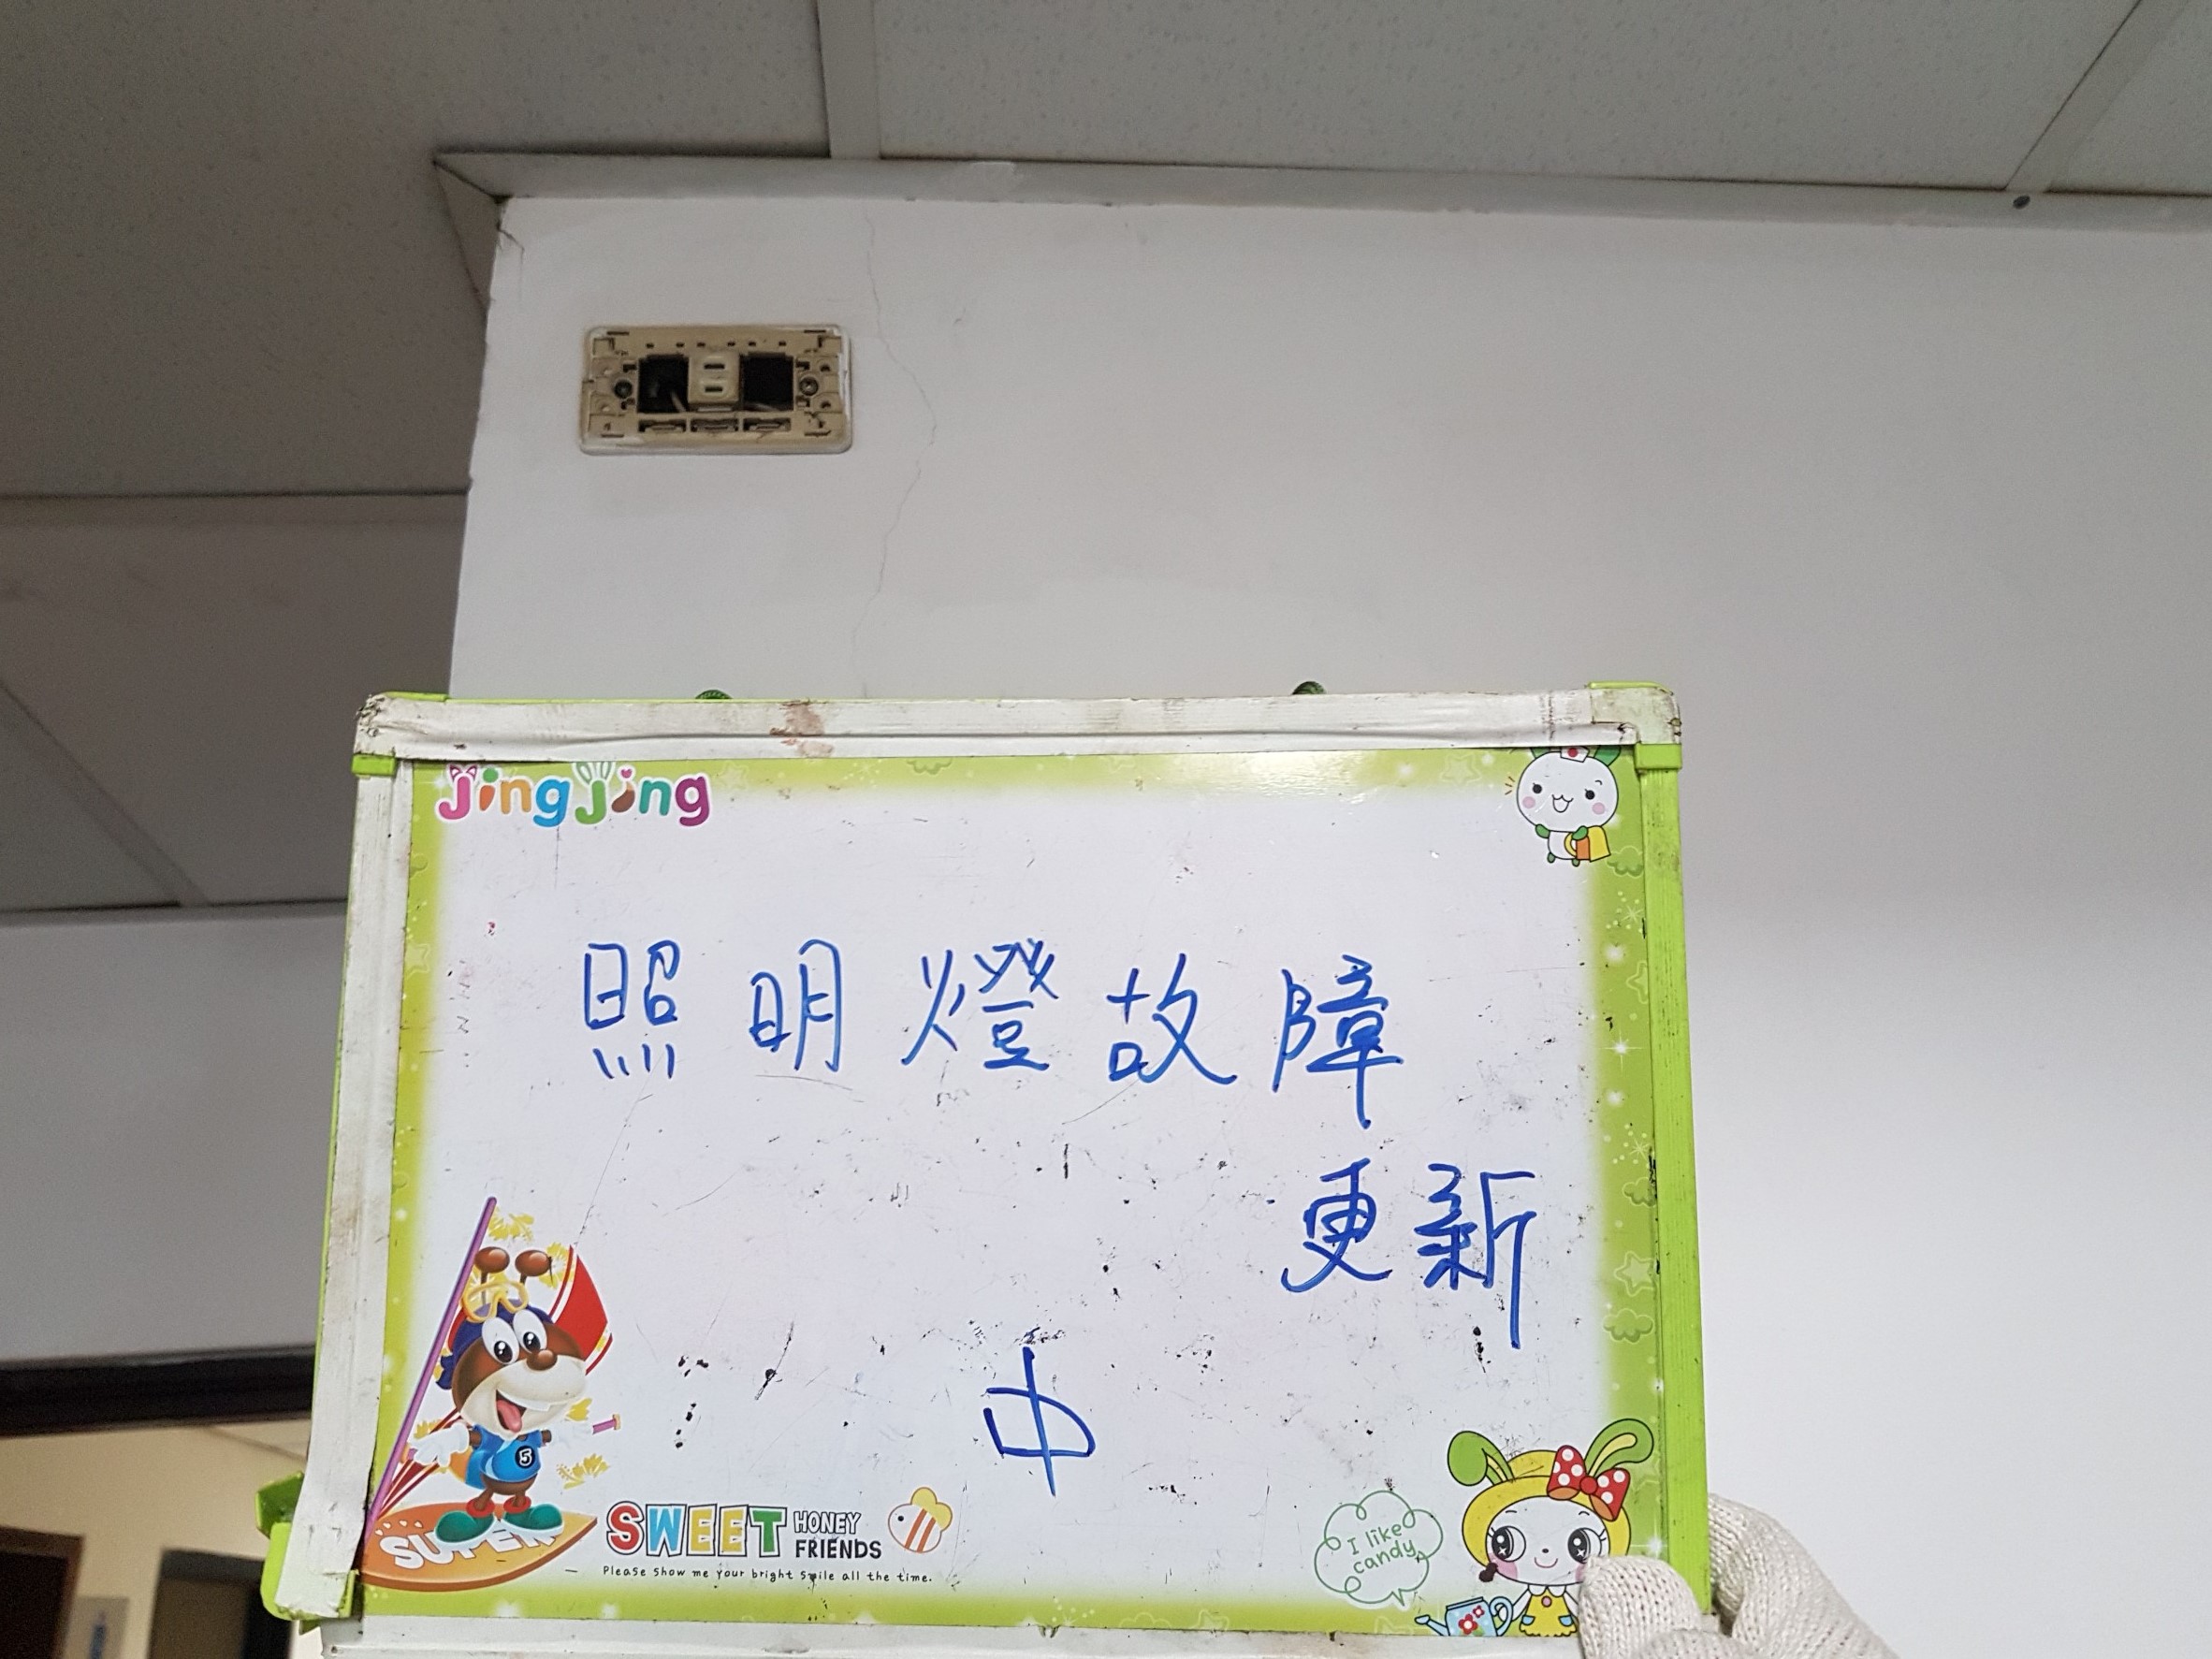 jingjing
照明燈故障
更新
中
5
SUPER
SWEET HONEY FRIENDS
Please show me your bright smile all the time.
I like candy